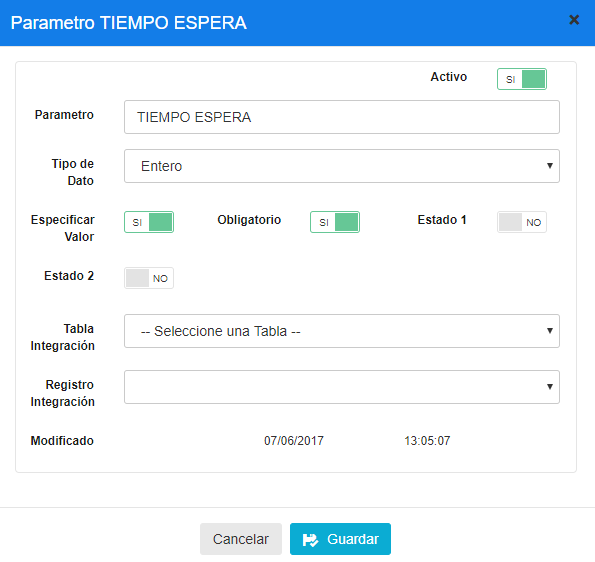 Parametro TIEMPO ESPERA
Activo SI
Parametro TIEMPO ESPERA
Tipo de
Dato
Entero
Especificar
Valor
SI
Obligatorio SI
Estado 1 NO
Estado 2 NO
Tabla
Integración
-- Seleccione una Tabla --
Registro
Integración
Modificado 07/06/2017 13:05:07
Cancelar Guardar